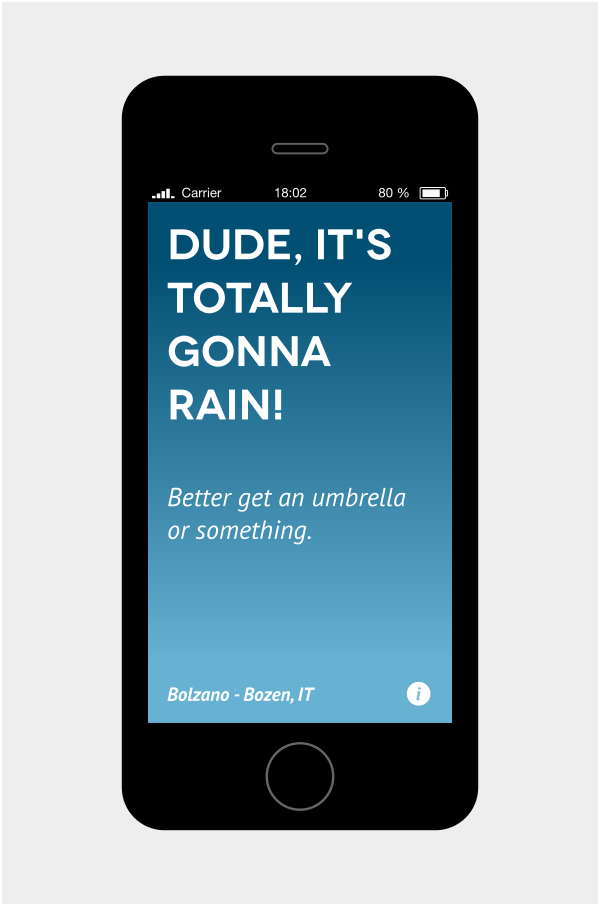 Carrier 18:02 80 %
DUDE, IT'S
TOTALLY
GONNA
RAIN!
Better get an umbrella
or something.
Bolzano - Bozen, IT i